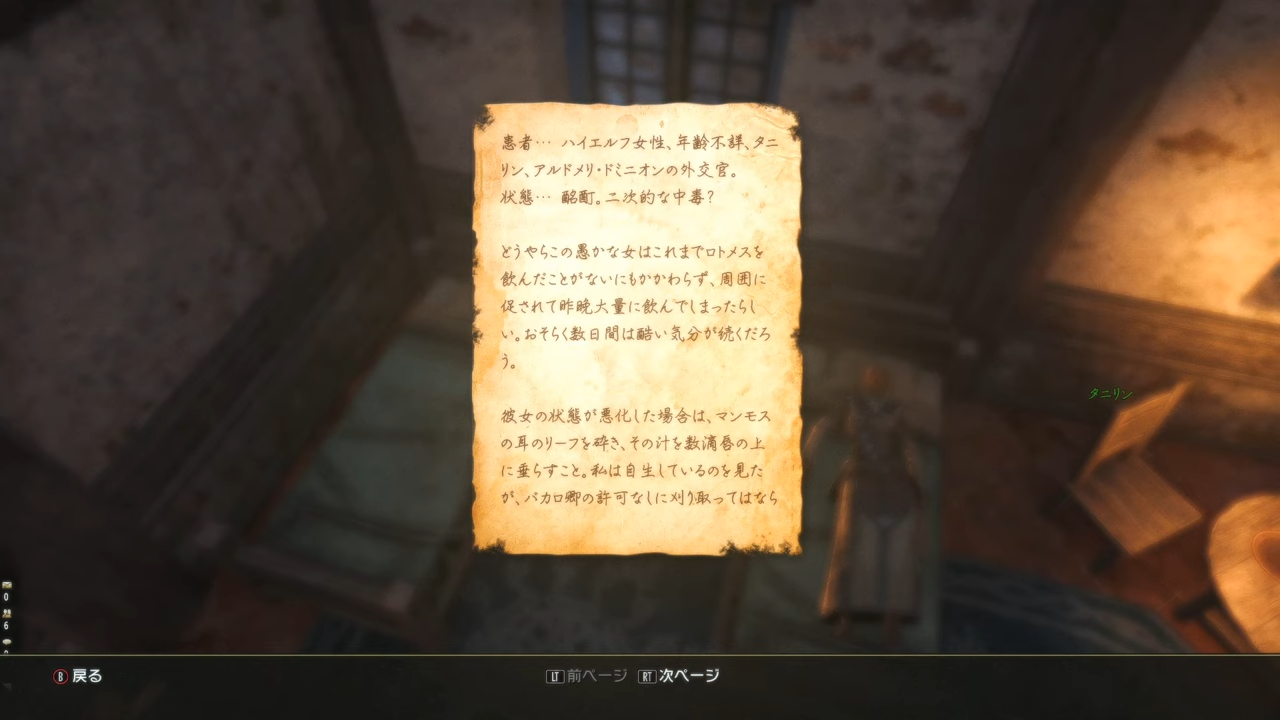 患者… ハイエルフ女性、年齢不詳、タニ
リン、アルドメリ・ドミニオンの外交官。
状態… 酩酊。二次的な中毒?
どうやらこの愚かな女はこれまでロトメスを
飲んだことがないにもかかわらず、周囲に
促されて昨晩大量に飲んでしまったらし
い。おそらく数日間は酷い気分が続くだろ
う。
彼女の状態が悪化した場合は、マンモス
の耳のリーフを砕き、その汁を数滴唇の上
に垂らすこと。私は自生しているのを見た
が、バカロ卿の許可なしに刈り取ってはなら
タニリン
0
6
B 戻る
LT 前ページ RT 次ページ